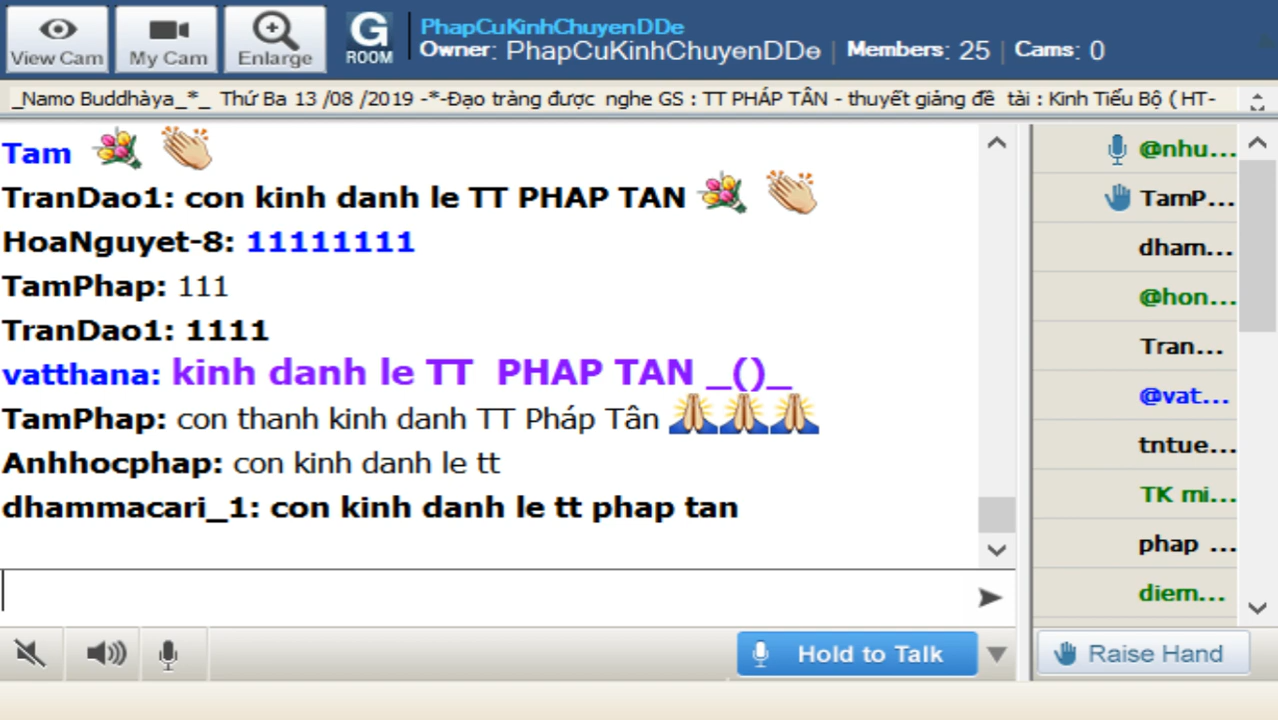 View Cam
My Cam
Enlarge
G
ROOM
PhapCuKinhChuyenDDe
Owner: PhapCuKinhChuyenDDe | Members: 25 | Cams: 0
_Namo Buddhàya_*_ Thứ Ba 13 /08 /2019 -*-Đạo tràng được nghe GS : TT PHÁP TÂN - thuyết giảng đề tài : Kinh Tiểu Bộ ( HT-
Tam
TranDao1: con kinh danh le TT PHAP TAN
HoaNguyet-8: 11111111
TamPhap: 111
TranDao1: 1111
vatthana: kinh danh le TT PHAP TAN _()_
TamPhap: con thanh kinh danh TT Pháp Tân
Anhhocphap: con kinh danh le tt
dhammacari_1: con kinh danh le tt phap tan
@nhu...
TamP...
dham...
@hon...
Tran...
@vat...
tntue...
TK mi...
phap ...
diem...
Hold to Talk
Raise Hand